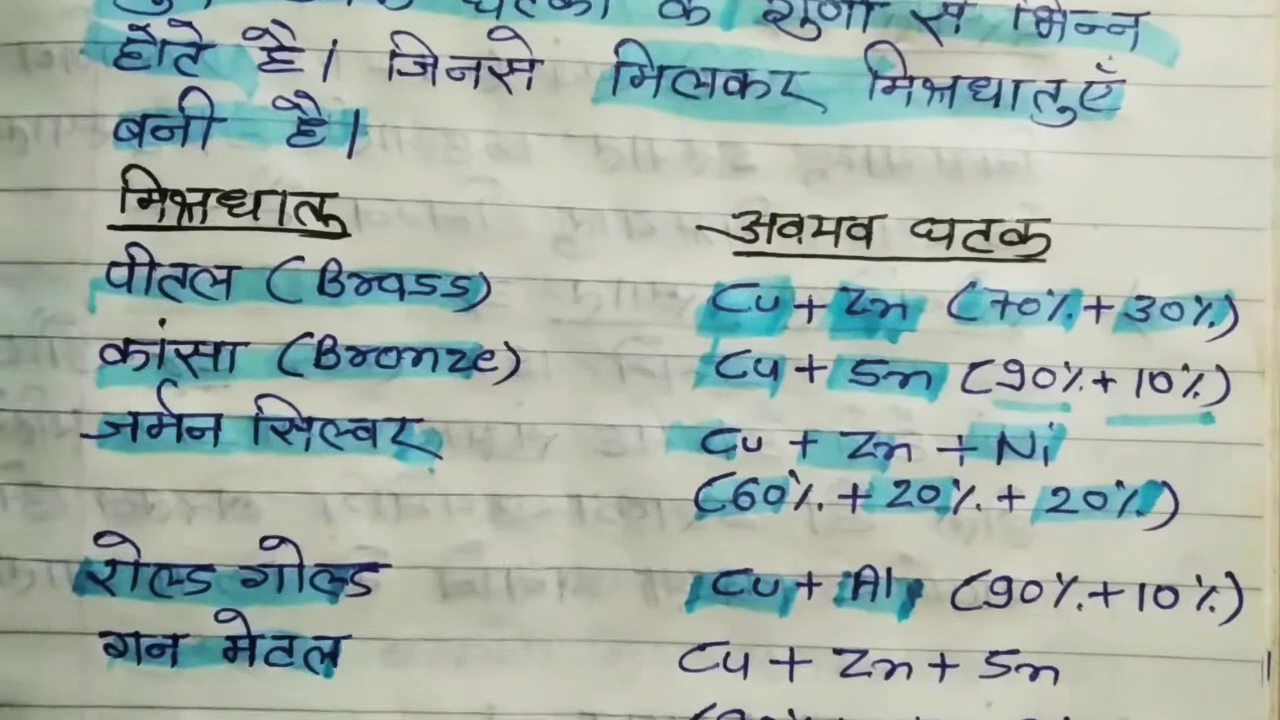 घटकों के गुणों से भिन्न
होते है। जिनसे मिलकर मिश्रधातुएँ
बनी है।
मिश्रधातु अवयव घटक
पीतल (Brass) Cu + Zn (70% + 30%)
कांसा (Bronze) Cu + Sn (90% + 10%)
जर्मन सिल्वर Cu + Zn + Ni
(60% + 20% + 20%)
रोल्ड गोल्ड Cu + Al (90% + 10%)
गन मेटल Cu + Zn + Sn